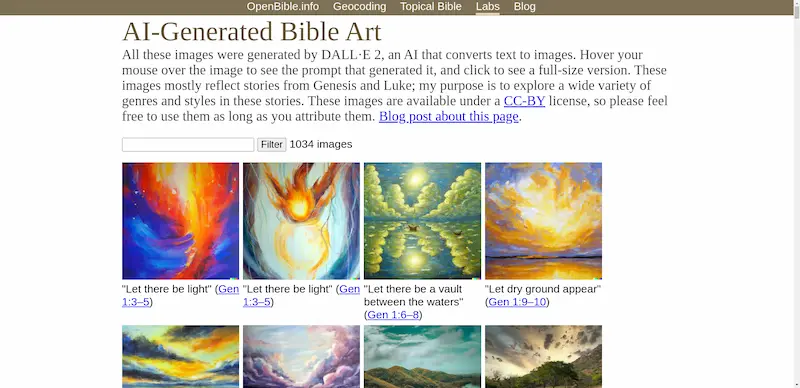 OpenBible.info Geocoding Topical Bible Labs Blog
AI-Generated Bible Art
All these images were generated by DALL·E 2, an AI that converts text to images. Hover your
mouse over the image to see the prompt that generated it, and click to see a full-size version. These
images mostly reflect stories from Genesis and Luke; my purpose is to explore a wide variety of
genres and styles in these stories. These images are available under a CC-BY license, so please feel
free to use them as long as you attribute them. Blog post about this page.
Filter 1034 images
"Let there be light" (Gen
1:3–5)
"Let there be light" (Gen
1:3–5)
"Let there be a vault
between the waters"
(Gen 1:6–8)
"Let dry ground appear"
(Gen 1:9–10)